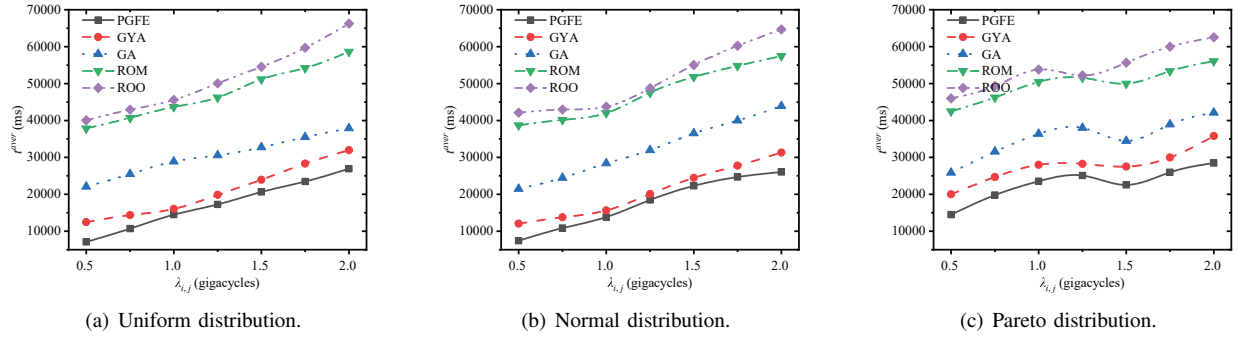 70000
60000
50000
40000
30000
20000
10000
t^aver (ms)
PGFE
GYA
GA
ROM
ROO
0.5 1.0 1.5 2.0
λi,j (gigacycles)
(a) Uniform distribution.
70000
60000
50000
40000
30000
20000
10000
t^aver (ms)
PGFE
GYA
GA
ROM
ROO
0.5 1.0 1.5 2.0
λi,j (gigacycles)
(b) Normal distribution.
70000
60000
50000
40000
30000
20000
10000
t^aver (ms)
PGFE
GYA
GA
ROM
ROO
0.5 1.0 1.5 2.0
λi,j (gigacycles)
(c) Pareto distribution.